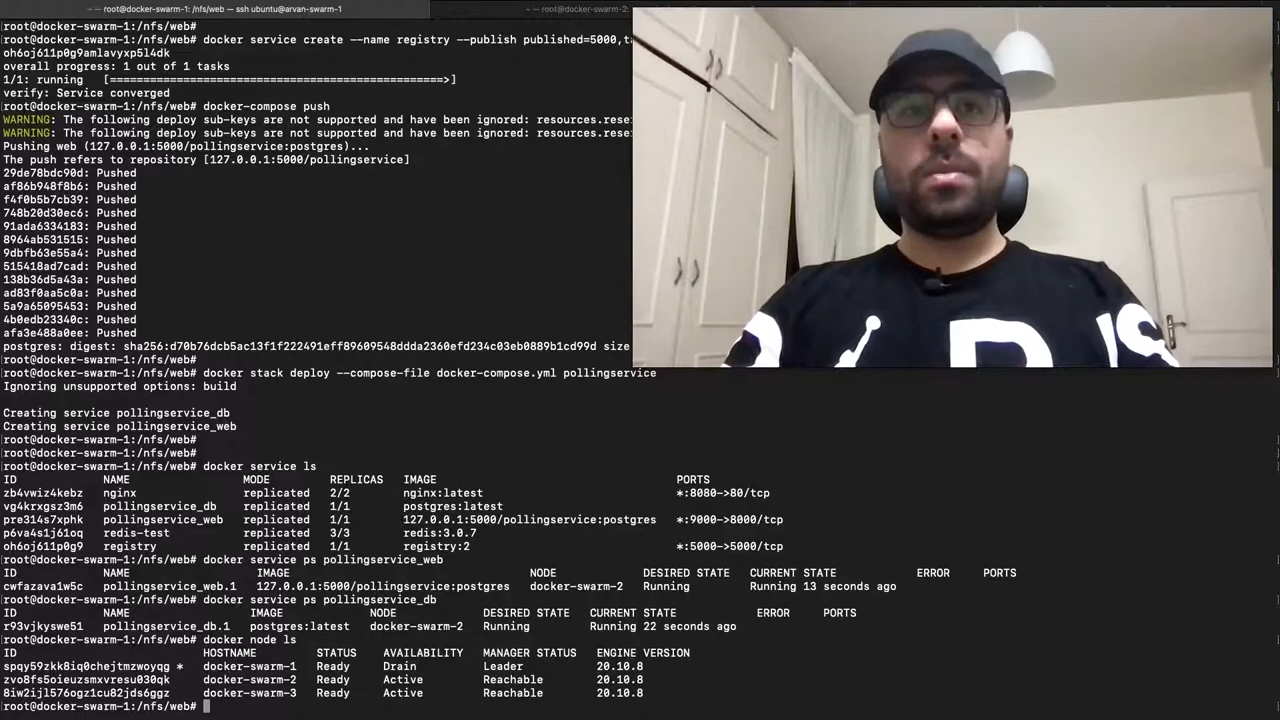 ~ — root@docker-swarm-1: /nfs/web — ssh ubuntu@arvan-swarm-1
~ — root@docker-swarm-2:
root@docker-swarm-1:/nfs/web#
root@docker-swarm-1:/nfs/web# docker service create --name registry --publish published=5000,ta
oh6oj611p0g9amlavyxp5l4dk
overall progress: 1 out of 1 tasks
1/1: running   [==================================================>]
verify: Service converged
root@docker-swarm-1:/nfs/web# docker-compose push
WARNING: The following deploy sub-keys are not supported and have been ignored: resources.rese
WARNING: The following deploy sub-keys are not supported and have been ignored: resources.rese
Pushing web (127.0.0.1:5000/pollingservice:postgres)...
The push refers to repository [127.0.0.1:5000/pollingservice]
29de78bdc90d: Pushed
af86b948f8b6: Pushed
f4f0b5b7cb39: Pushed
748b20d30ec6: Pushed
91ada6334183: Pushed
8964ab531515: Pushed
9dbfb63e55a4: Pushed
515418ad7cad: Pushed
138b36d5a43a: Pushed
ad83f0aa5c0a: Pushed
5a9a65095453: Pushed
4b0edb23340c: Pushed
afa3e488a0ee: Pushed
postgres: digest: sha256:d70b76dcb5ac13f1f222491eff89609548ddda2360efd234c03eb0889b1cd99d size
root@docker-swarm-1:/nfs/web#
root@docker-swarm-1:/nfs/web# docker stack deploy --compose-file docker-compose.yml pollingservice
Ignoring unsupported options: build
Creating service pollingservice_db
Creating service pollingservice_web
root@docker-swarm-1:/nfs/web#
root@docker-swarm-1:/nfs/web#
root@docker-swarm-1:/nfs/web# docker service ls
ID NAME MODE REPLICAS IMAGE PORTS
zb4vwiz4kebz nginx replicated 2/2 nginx:latest *:8080->80/tcp
vg4krxgsz3m6 pollingservice_db replicated 1/1 postgres:latest
pre314s7xphk pollingservice_web replicated 1/1 127.0.0.1:5000/pollingservice:postgres *:9000->8000/tcp
p6va4s1j61oq redis-test replicated 3/3 redis:3.0.7
oh6oj611p0g9 registry replicated 1/1 registry:2 *:5000->5000/tcp
root@docker-swarm-1:/nfs/web# docker service ps pollingservice_web
ID NAME IMAGE NODE DESIRED STATE CURRENT STATE ERROR PORTS
cwfazava1w5c pollingservice_web.1 127.0.0.1:5000/pollingservice:postgres docker-swarm-2 Running Running 13 seconds ago
root@docker-swarm-1:/nfs/web# docker service ps pollingservice_db
ID NAME IMAGE NODE DESIRED STATE CURRENT STATE ERROR PORTS
r93vjkyswe51 pollingservice_db.1 postgres:latest docker-swarm-2 Running Running 22 seconds ago
root@docker-swarm-1:/nfs/web# docker node ls
ID HOSTNAME STATUS AVAILABILITY MANAGER STATUS ENGINE VERSION
spqy59zkk8iq0chejtmzwoyqg * docker-swarm-1 Ready Drain Leader 20.10.8
zvo8fs5oieuzsmxvresu030qk docker-swarm-2 Ready Active Reachable 20.10.8
8iw2ijl576ogz1cu82jds6ggz docker-swarm-3 Ready Active Reachable 20.10.8
root@docker-swarm-1:/nfs/web#